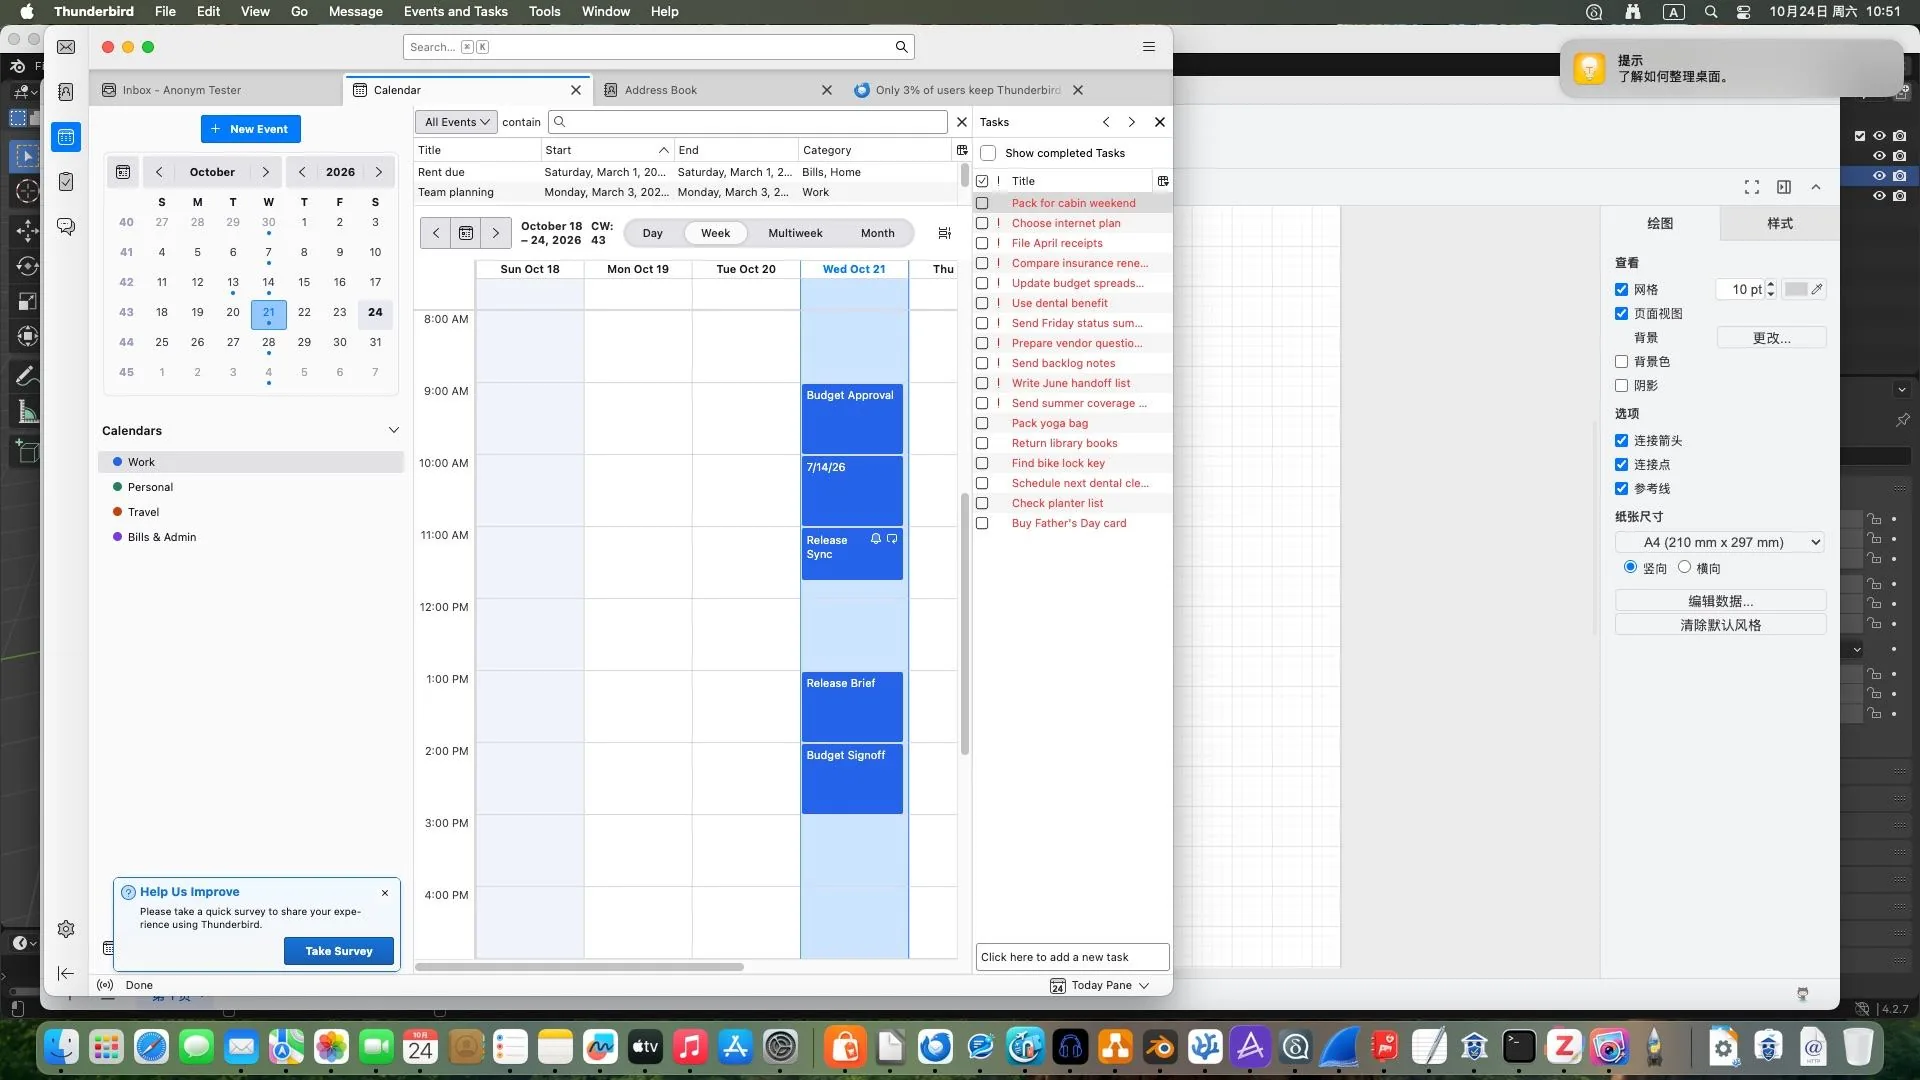 Thunderbird File Edit View Go Message Events and Tasks Tools Window Help
A 10月24日 周六 10:51
Search... ⌘ K
提示
了解如何整理桌面。
Inbox - Anonym Tester
Calendar
Address Book
Only 3% of users keep Thunderbird
New Event
October 2026
S M T W T F S
40 27 28 29 30 1 2 3
41 4 5 6 7 8 9 10
42 11 12 13 14 15 16 17
43 18 19 20 21 22 23 24
44 25 26 27 28 29 30 31
45 1 2 3 4 5 6 7
Calendars
Work
Personal
Travel
Bills & Admin
Help Us Improve
Please take a quick survey to share your expe-
rience using Thunderbird.
Take Survey
Done
All Events contain
Title Start End Category
Rent due Saturday, March 1, 20... Saturday, March 1, 2... Bills, Home
Team planning Monday, March 3, 202... Monday, March 3, 2... Work
October 18 – 24, 2026
CW: 43
Day Week Multiweek Month
Sun Oct 18 Mon Oct 19 Tue Oct 20 Wed Oct 21 Thu
8:00 AM
9:00 AM
Budget Approval
10:00 AM
7/14/26
11:00 AM
Release Sync
12:00 PM
1:00 PM
Release Brief
2:00 PM
Budget Signoff
3:00 PM
4:00 PM
Tasks
Show completed Tasks
! Title
Pack for cabin weekend
! Choose internet plan
! File April receipts
! Compare insurance rene...
! Update budget spreads...
! Use dental benefit
! Send Friday status sum...
! Prepare vendor questio...
! Send backlog notes
! Write June handoff list
! Send summer coverage ...
Pack yoga bag
Return library books
Find bike lock key
Schedule next dental cle...
Check planter list
Buy Father's Day card
Click here to add a new task
24 Today Pane
绘图 样式
查看
网格 10 pt
页面视图
背景 更改...
背景色
阴影
选项
连接箭头
连接点
参考线
纸张尺寸
A4 (210 mm x 297 mm)
竖向 横向
编辑数据...
清除默认风格
4.2.7
10月
24
tv